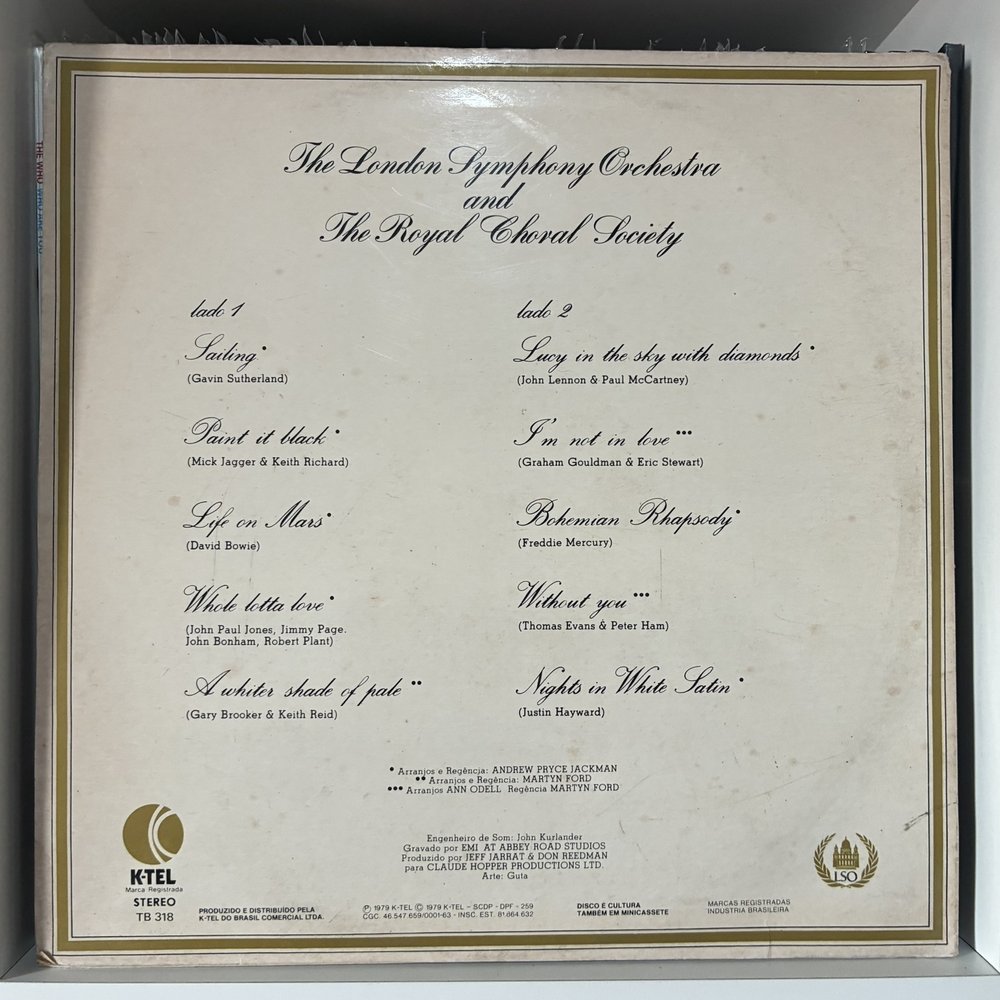 The London Symphony Orchestra
and
The Royal Choral Society
lado 1
Sailing•
(Gavin Sutherland)
Paint it black•
(Mick Jagger & Keith Richard)
Life on Mars•
(David Bowie)
Whole lotta love•
(John Paul Jones, Jimmy Page.
John Bonham, Robert Plant)
A whiter shade of pale••
(Gary Brooker & Keith Reid)
lado 2
Lucy in the sky with diamonds•
(John Lennon & Paul McCartney)
I'm not in love•••
(Graham Gouldman & Eric Stewart)
Bohemian Rhapsody•
(Freddie Mercury)
Without you•••
(Thomas Evans & Peter Ham)
Nights in White Satin•
(Justin Hayward)
• Arranjos e Regência: ANDREW PRYCE JACKMAN
•• Arranjos e Regência: MARTYN FORD
••• Arranjos ANN ODELL Regência MARTYN FORD
Engenheiro de Som: John Kurlander
Gravado por EMI AT ABBEY ROAD STUDIOS
Produzido por JEFF JARRAT & DON REEDMAN
para CLAUDE HOPPER PRODUCTIONS LTD.
Arte: Guta
K-TEL
Marca Registrada
STEREO
TB 318
PRODUZIDO E DISTRIBUÍDO PELA
K-TEL DO BRASIL COMERCIAL LTDA.
℗ 1979 K-TEL © 1979 K-TEL – SCDP - DPF - 259
CGC. 46.547.659/0001-63 - INSC. EST. 81.864.632
DISCO É CULTURA
TAMBÉM EM MINICASSETE
MARCAS REGISTRADAS
INDÚSTRIA BRASILEIRA
LSO
THE WHO WHO ARE YOU